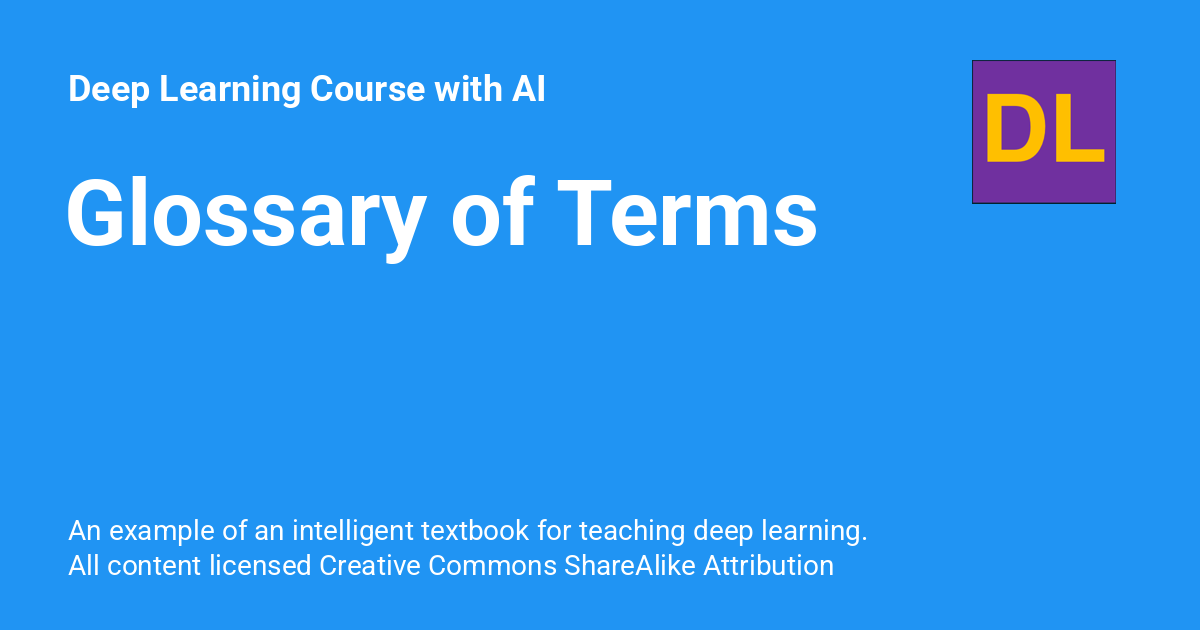 Deep Learning Course with AI
DL
Glossary of Terms
An example of an intelligent textbook for teaching deep learning.
All content licensed Creative Commons ShareAlike Attribution